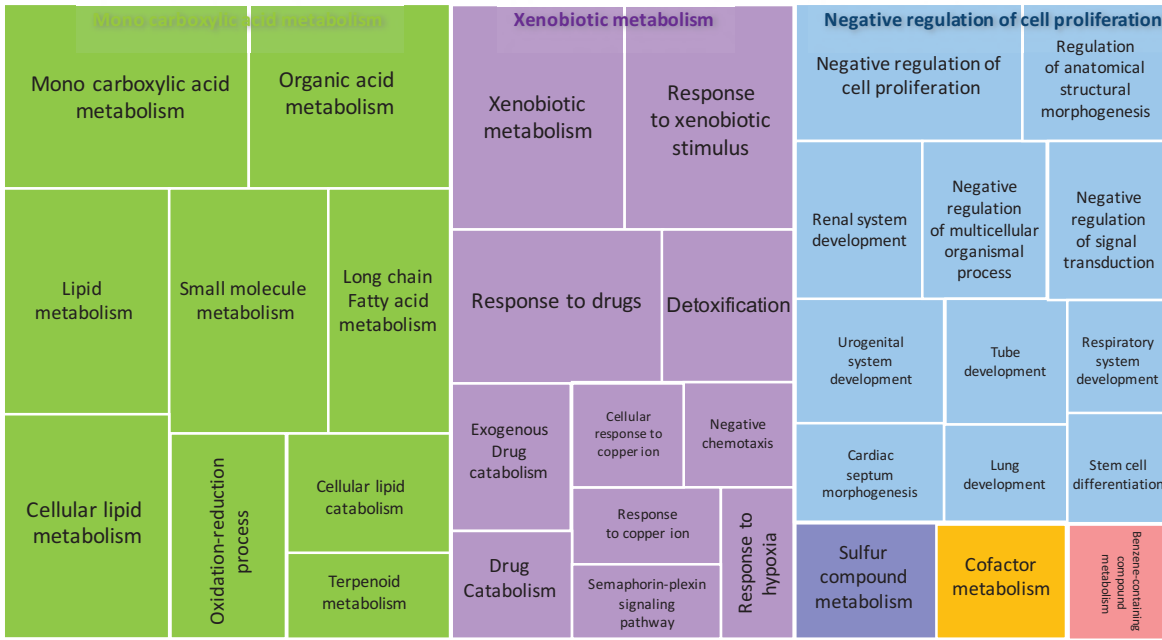 Mono carboxylic acid metabolism
Mono carboxylic acid
metabolism
Organic acid
metabolism
Lipid
metabolism
Small molecule
metabolism
Long chain
Fatty acid
metabolism
Cellular lipid
metabolism
Oxidation-reduction
process
Cellular lipid
catabolism
Terpenoid
metabolism
Xenobiotic metabolism
Xenobiotic
metabolism
Response
to xenobiotic
stimulus
Response to drugs
Detoxification
Exogenous
Drug
catabolism
Cellular
response to
copper ion
Negative
chemotaxis
Drug
Catabolism
Response
to copper ion
Semaphorin-plexin
signaling
pathway
Response to
hypoxia
Negative regulation of cell proliferation
Negative regulation of
cell proliferation
Regulation
of anatomical
structural
morphogenesis
Renal system
development
Negative
regulation
of multicellular
organismal
process
Negative
regulation
of signal
transduction
Urogenital
system
development
Tube
development
Respiratory
system
development
Cardiac
septum
morphogenesis
Lung
development
Stem cell
differentiation
Sulfur
compound
metabolism
Cofactor
metabolism
Benzene-containing
compound
metabolism